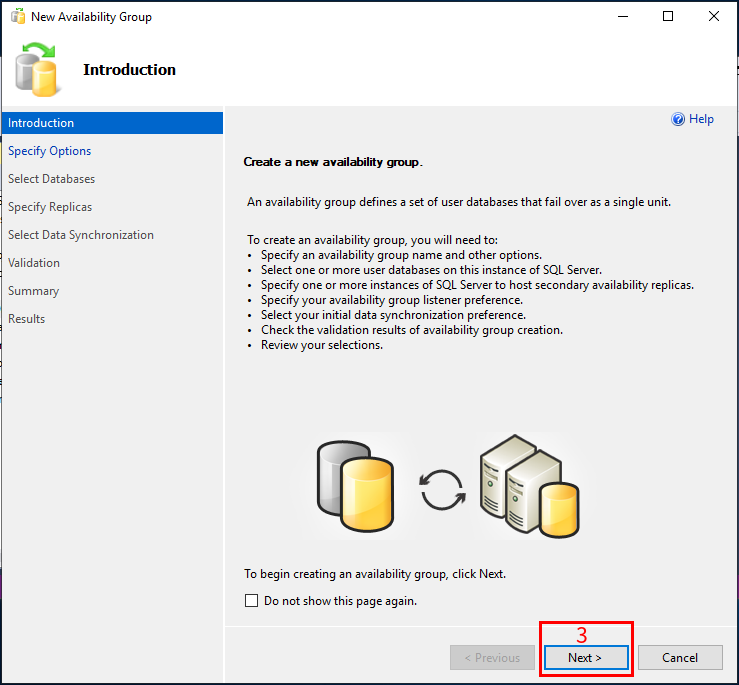 New Availability Group
Introduction
Introduction
Specify Options
Select Databases
Specify Replicas
Select Data Synchronization
Validation
Summary
Results
Help
Create a new availability group.
An availability group defines a set of user databases that fail over as a single unit.
To create an availability group, you will need to:
• Specify an availability group name and other options.
• Select one or more user databases on this instance of SQL Server.
• Specify one or more instances of SQL Server to host secondary availability replicas.
• Specify your availability group listener preference.
• Select your initial data synchronization preference.
• Check the validation results of availability group creation.
• Review your selections.
To begin creating an availability group, click Next.
Do not show this page again.
3
< Previous
Next >
Cancel